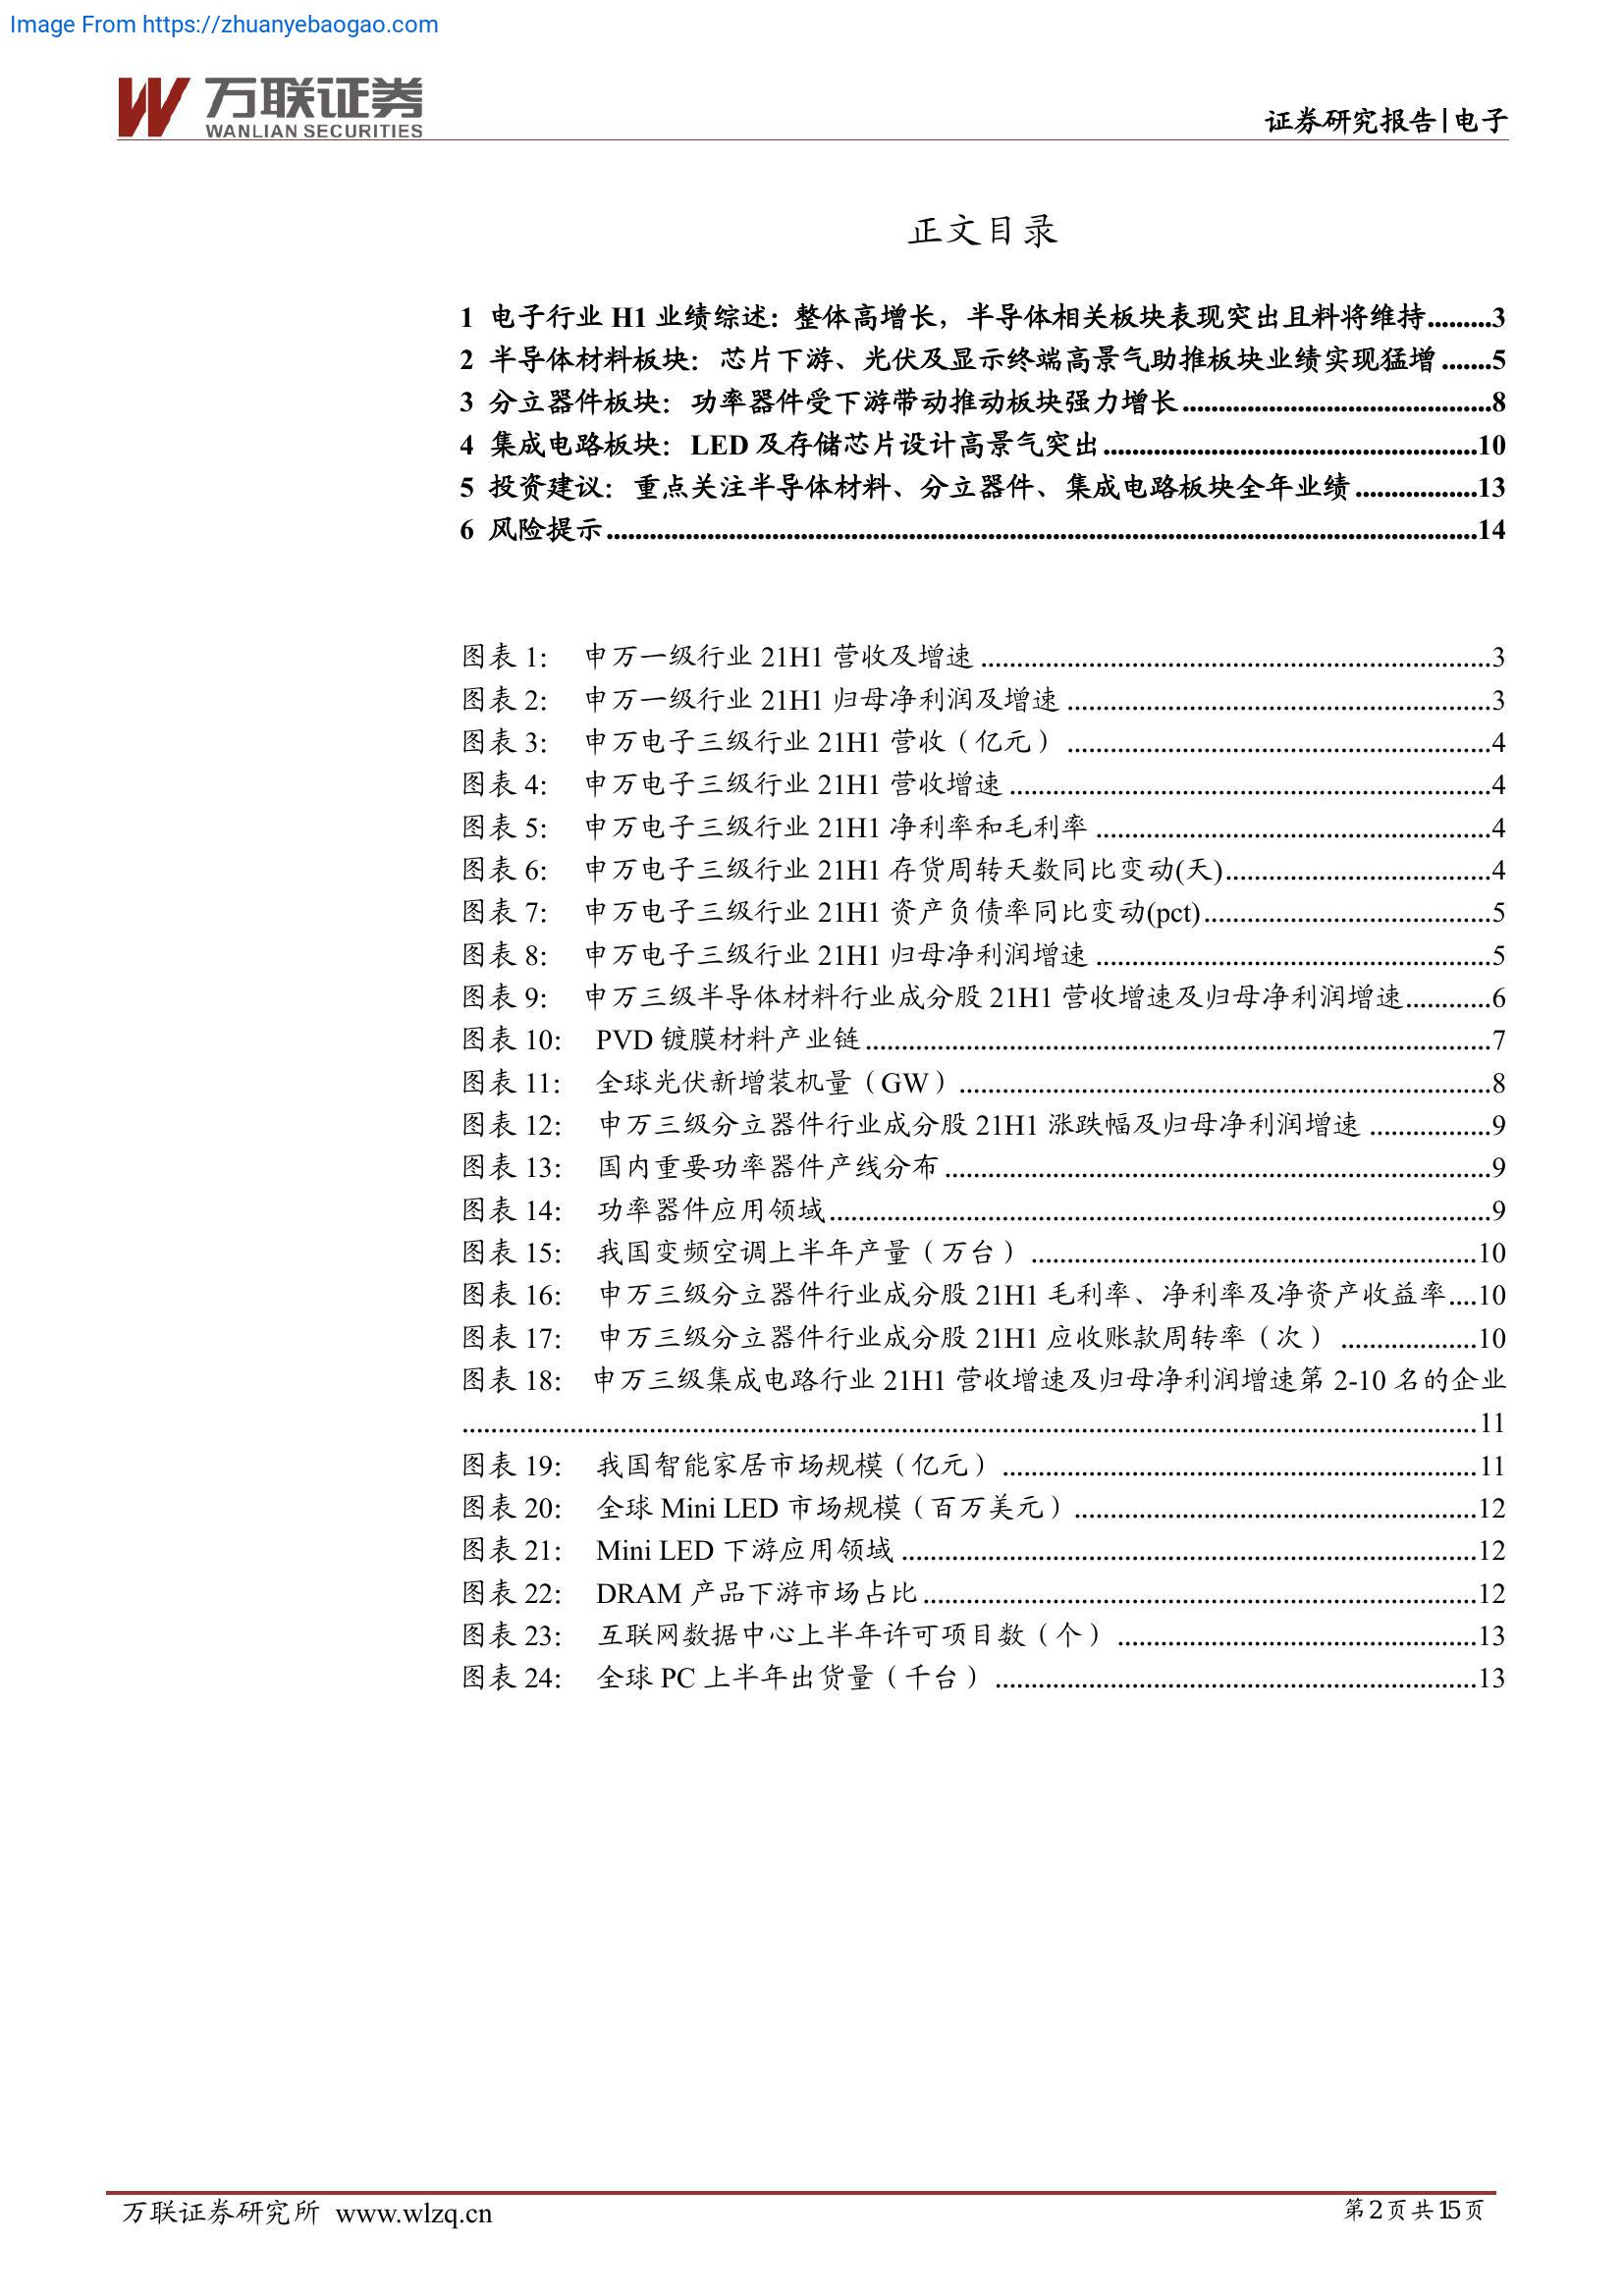 Image From https://zhuanyebaogao.com
万联证券
WANLIAN SECURITIES
证券研究报告|电子
正文目录
1 电子行业 H1 业绩综述：整体高增长，半导体相关板块表现突出且料将维持.........3
2 半导体材料板块：芯片下游、光伏及显示终端高景气助推板块业绩实现猛增.......5
3 分立器件板块：功率器件受下游带动推动板块强力增长...........................................8
4 集成电路板块：LED 及存储芯片设计高景气突出....................................................10
5 投资建议：重点关注半导体材料、分立器件、集成电路板块全年业绩.................13
6 风险提示..........................................................................................................................14
图表 1： 申万一级行业 21H1 营收及增速.......................................................................3
图表 2： 申万一级行业 21H1 归母净利润及增速...........................................................3
图表 3： 申万电子三级行业 21H1 营收（亿元）...........................................................4
图表 4： 申万电子三级行业 21H1 营收增速...................................................................4
图表 5： 申万电子三级行业 21H1 净利率和毛利率.......................................................4
图表 6： 申万电子三级行业 21H1 存货周转天数同比变动(天).....................................4
图表 7： 申万电子三级行业 21H1 资产负债率同比变动(pct)........................................5
图表 8： 申万电子三级行业 21H1 归母净利润增速.......................................................5
图表 9： 申万三级半导体材料行业成分股 21H1 营收增速及归母净利润增速............6
图表 10： PVD 镀膜材料产业链.......................................................................................7
图表 11： 全球光伏新增装机量（GW）..........................................................................8
图表 12： 申万三级分立器件行业成分股 21H1 涨跌幅及归母净利润增速.................9
图表 13： 国内重要功率器件产线分布............................................................................9
图表 14： 功率器件应用领域............................................................................................9
图表 15： 我国变频空调上半年产量（万台）..............................................................10
图表 16： 申万三级分立器件行业成分股 21H1 毛利率、净利率及净资产收益率....10
图表 17： 申万三级分立器件行业成分股 21H1 应收账款周转率（次）...................10
图表 18： 申万三级集成电路行业 21H1 营收增速及归母净利润增速第 2-10 名的企业
..............................................................................................................................................11
图表 19： 我国智能家居市场规模（亿元）..................................................................11
图表 20： 全球 Mini LED 市场规模（百万美元）........................................................12
图表 21： Mini LED 下游应用领域................................................................................12
图表 22： DRAM 产品下游市场占比.............................................................................12
图表 23： 互联网数据中心上半年许可项目数（个）..................................................13
图表 24： 全球 PC 上半年出货量（千台）...................................................................13
万联证券研究所 www.wlzq.cn
第2页共15页